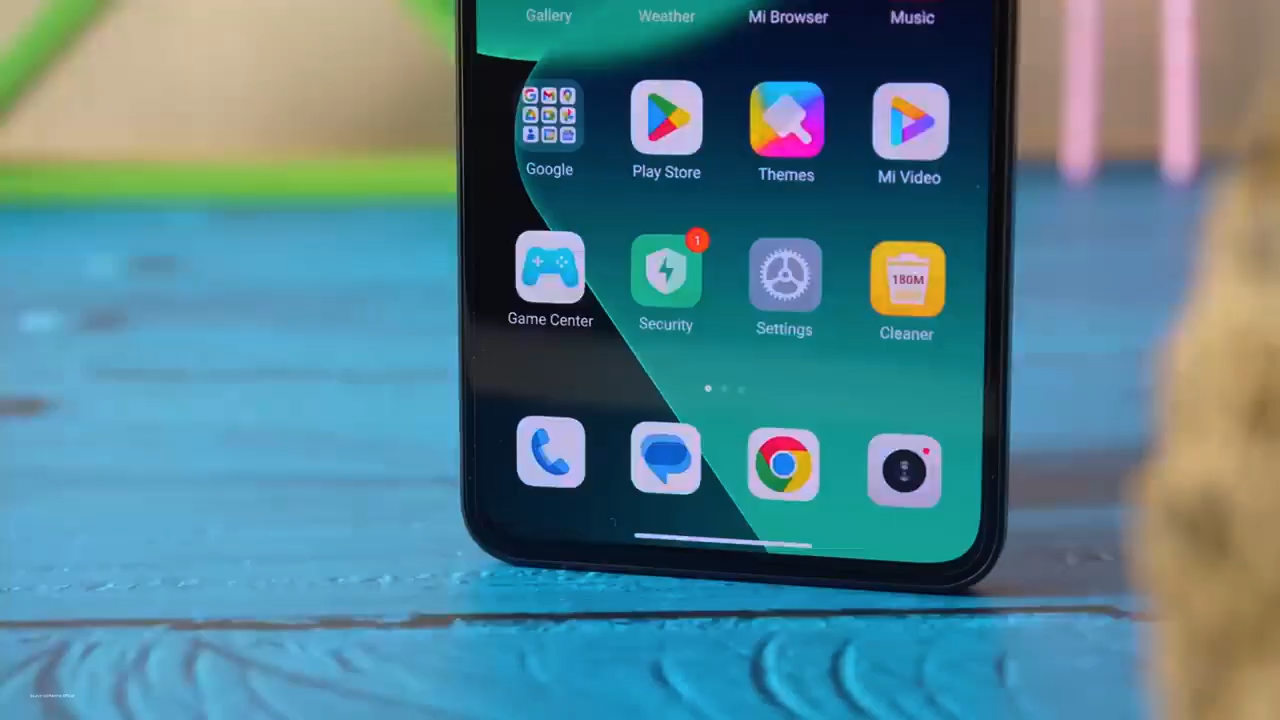 Gallery Weather Mi Browser Music
Google Play Store Themes Mi Video
1
180M
Game Center Security Settings Cleaner